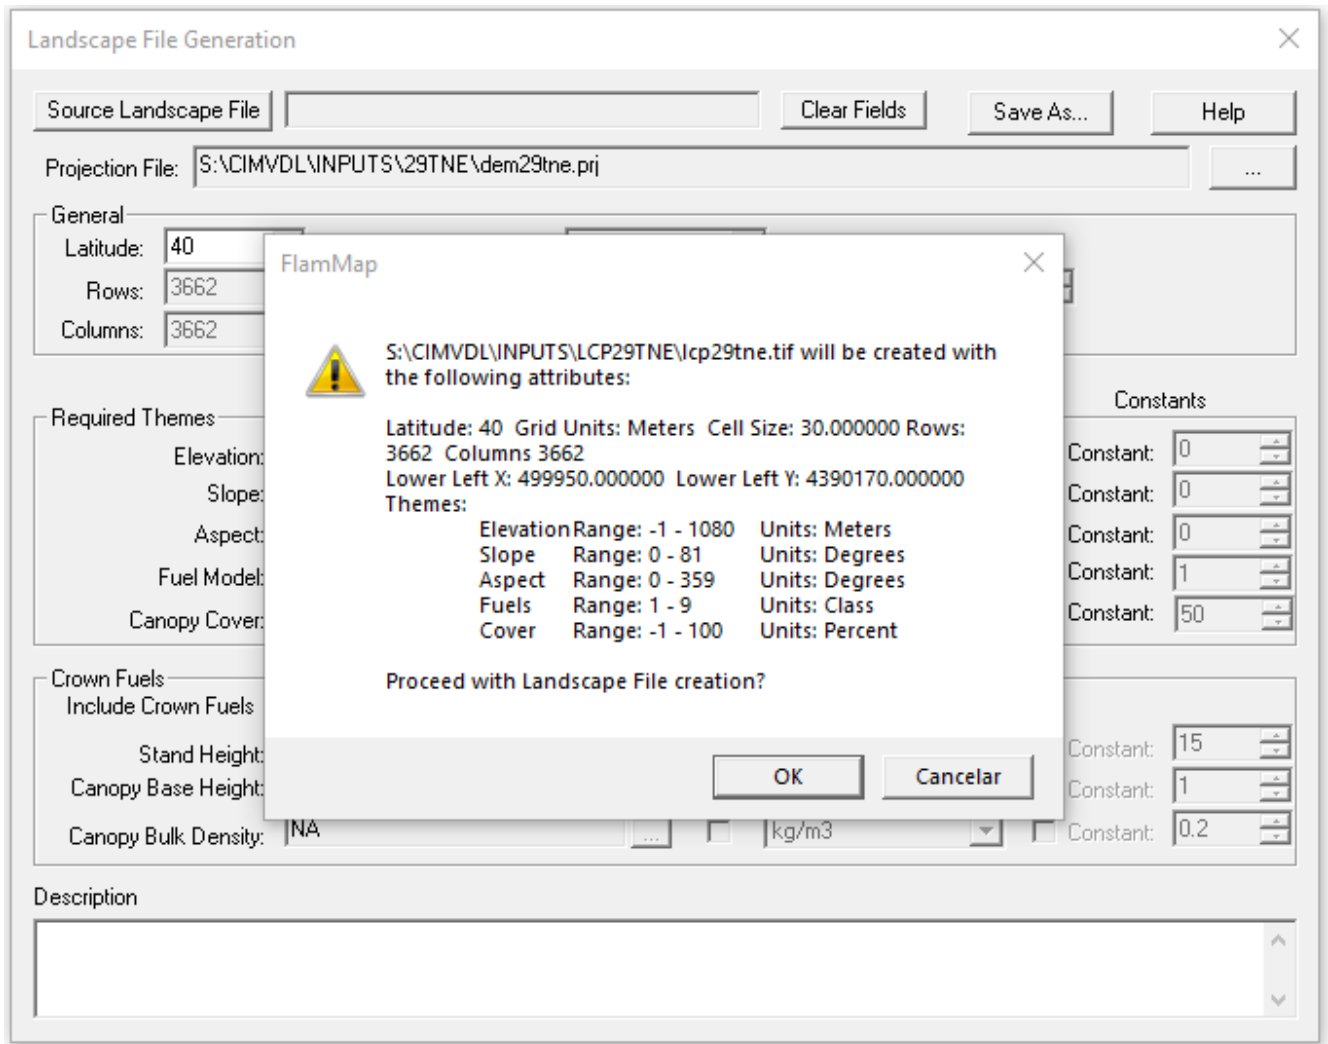 Landscape File Generation
Source Landscape File Clear Fields Save As... Help
Projection File: S:\CIMVDL\INPUTS\29TNE\dem29tne.prj ...
General
Latitude: 40
Rows: 3662
Columns: 3662
FlamMap
S:\CIMVDL\INPUTS\LCP29TNE\lcp29tne.tif will be created with
the following attributes:
Latitude: 40 Grid Units: Meters Cell Size: 30.000000 Rows:
3662 Columns 3662
Lower Left X: 499950.000000 Lower Left Y: 4390170.000000
Themes:
Elevation Range: -1 - 1080 Units: Meters
Slope Range: 0 - 81 Units: Degrees
Aspect Range: 0 - 359 Units: Degrees
Fuels Range: 1 - 9 Units: Class
Cover Range: -1 - 100 Units: Percent
Proceed with Landscape File creation?
OK Cancelar
Constants
Required Themes
Elevation: Constant: 0
Slope: Constant: 0
Aspect: Constant: 0
Fuel Model: Constant: 1
Canopy Cover: Constant: 50
Crown Fuels
Include Crown Fuels
Stand Height: Constant: 15
Canopy Base Height: Constant: 1
Canopy Bulk Density: NA ... kg/m3 Constant: 0.2
Description